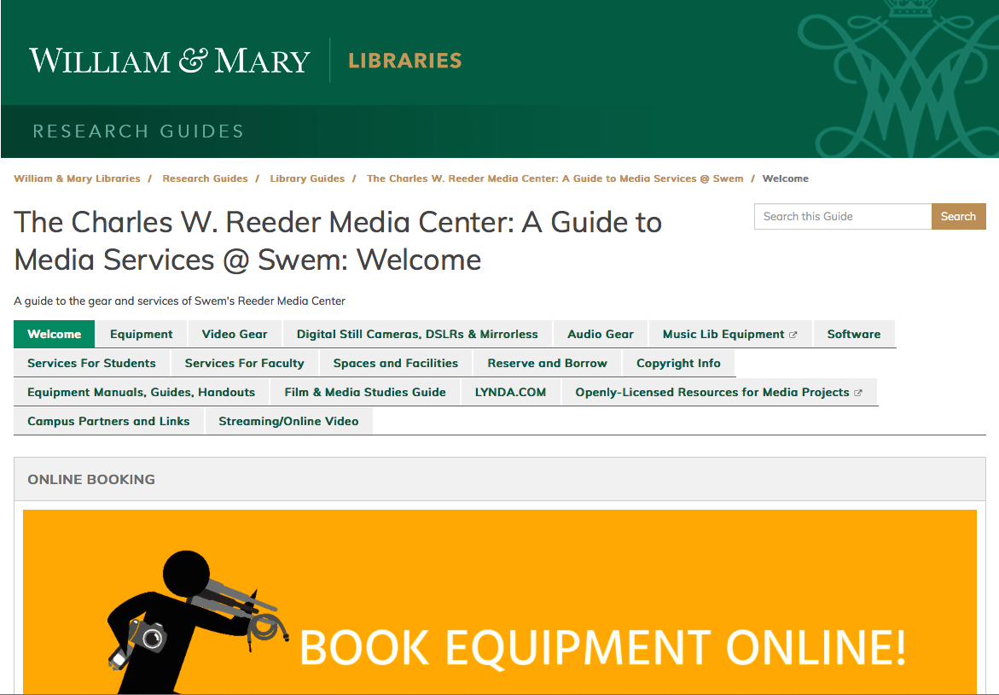 WILLIAM & MARY LIBRARIES
RESEARCH GUIDES
William & Mary Libraries / Research Guides / Library Guides / The Charles W. Reeder Media Center: A Guide to Media Services @ Swem / Welcome
The Charles W. Reeder Media Center: A Guide to
Media Services @ Swem: Welcome
Search this Guide Search
A guide to the gear and services of Swem's Reeder Media Center
Welcome Equipment Video Gear Digital Still Cameras, DSLRs & Mirrorless Audio Gear Music Lib Equipment Software
Services For Students Services For Faculty Spaces and Facilities Reserve and Borrow Copyright Info
Equipment Manuals, Guides, Handouts Film & Media Studies Guide LYNDA.COM Openly-Licensed Resources for Media Projects
Campus Partners and Links Streaming/Online Video
ONLINE BOOKING
BOOK EQUIPMENT ONLINE!